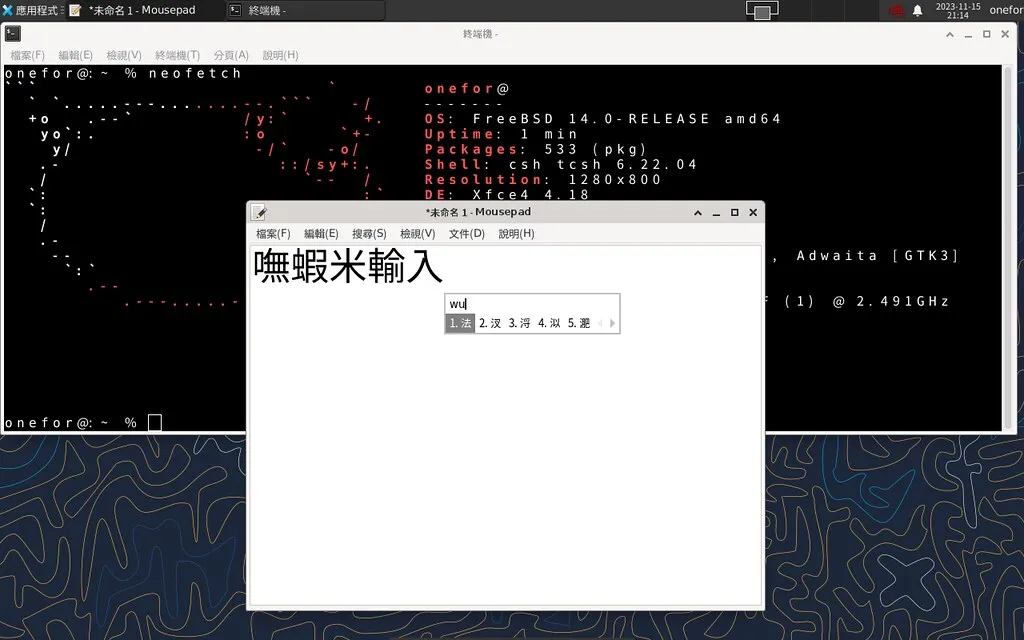 應用程式
*未命名 1 - Mousepad
終端機 -
2023-11-15
21:14
onefor
終端機 -
檔案(F) 編輯(E) 檢視(V) 終端機(T) 分頁(A) 說明(H)
onefor@:~ % neofetch
onefor@
-------
OS: FreeBSD 14.0-RELEASE amd64
Uptime: 1 min
Packages: 533 (pkg)
Shell: csh tcsh 6.22.04
Resolution: 1280x800
DE: Xfce4 4.18
, Adwaita [GTK3]
(1) @ 2.491GHz
onefor@:~ %
*未命名 1 - Mousepad
檔案(F) 編輯(E) 搜尋(S) 檢視(V) 文件(D) 說明(H)
嘸蝦米輸入
wu
1. 法 2. 汊 3. 浮 4. 泤 5. 淝